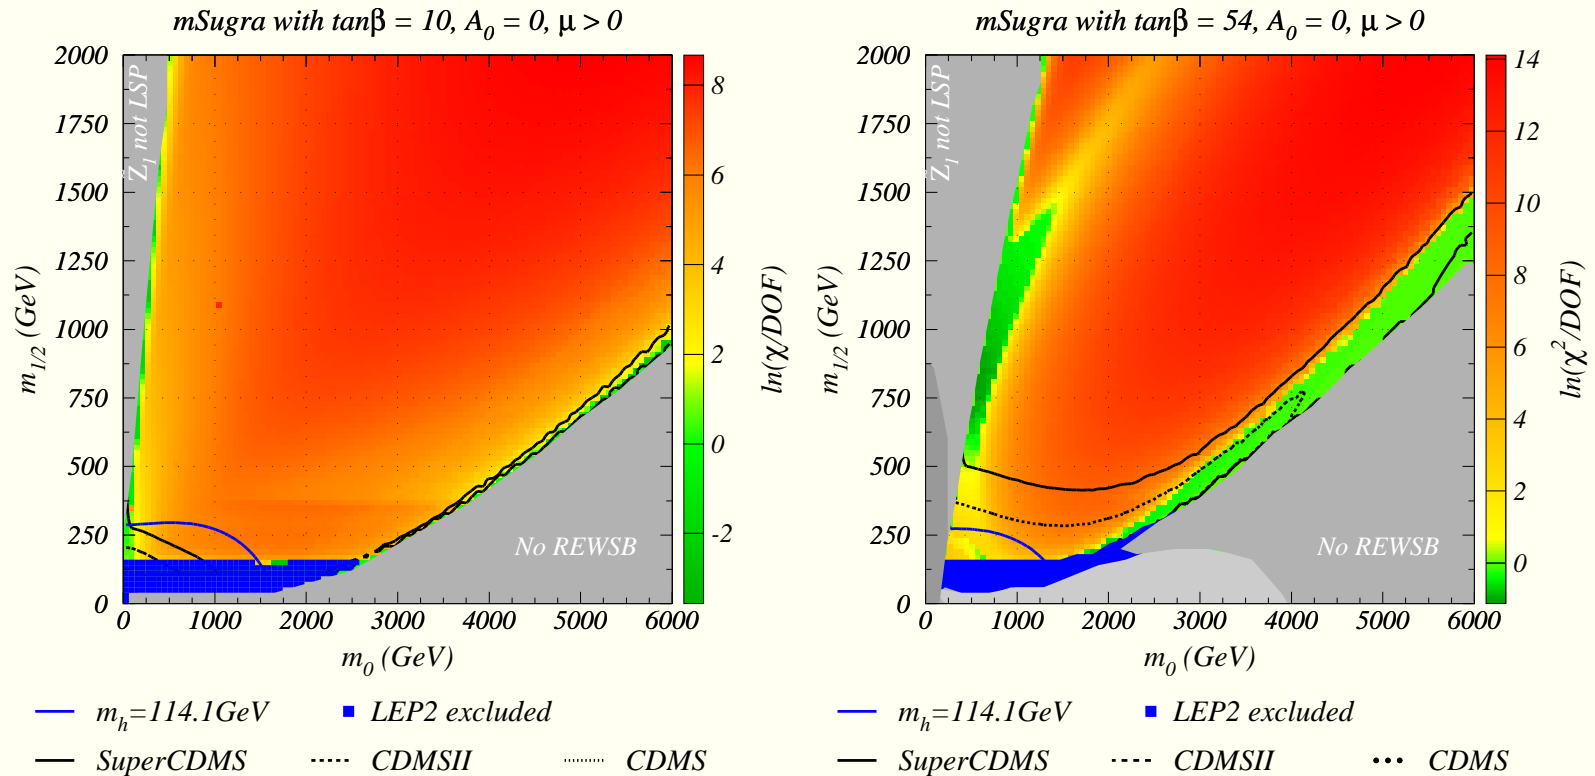 mSugra with tanβ = 10, A₀ = 0, μ > 0
2000
1750
1500
1250
1000
750
500
250
0
m₁/₂ (GeV)
Z̃₁ not LSP
No REWSB
0 1000 2000 3000 4000 5000 6000
m₀ (GeV)
8
6
4
2
0
-2
ln(χ/DOF)
m_h=114.1GeV LEP2 excluded
SuperCDMS CDMSII CDMS
mSugra with tanβ = 54, A₀ = 0, μ > 0
2000
1750
1500
1250
1000
750
500
250
0
m₁/₂ (GeV)
Z̃₁ not LSP
No REWSB
0 1000 2000 3000 4000 5000 6000
m₀ (GeV)
14
12
10
8
6
4
2
0
ln(χ²/DOF)
m_h=114.1GeV LEP2 excluded
SuperCDMS CDMSII CDMS